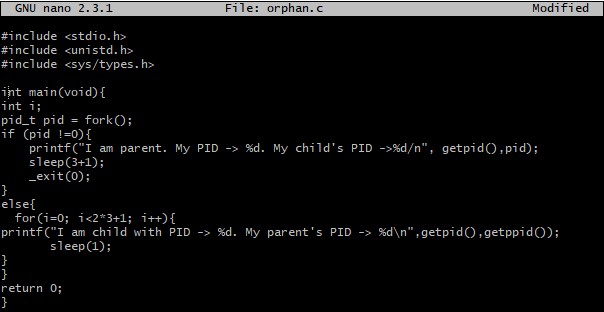 GNU nano 2.3.1 File: orphan.c Modified
#include <stdio.h>
#include <unistd.h>
#include <sys/types.h>
int main(void){
int i;
pid_t pid = fork();
if (pid !=0){
printf("I am parent. My PID -> %d. My child's PID ->%d/n", getpid(),pid);
sleep(3+1);
_exit(0);
}
else{
for(i=0; i<2*3+1; i++){
printf("I am child with PID -> %d. My parent's PID -> %d\n",getpid(),getppid());
sleep(1);
}
}
return 0;
}